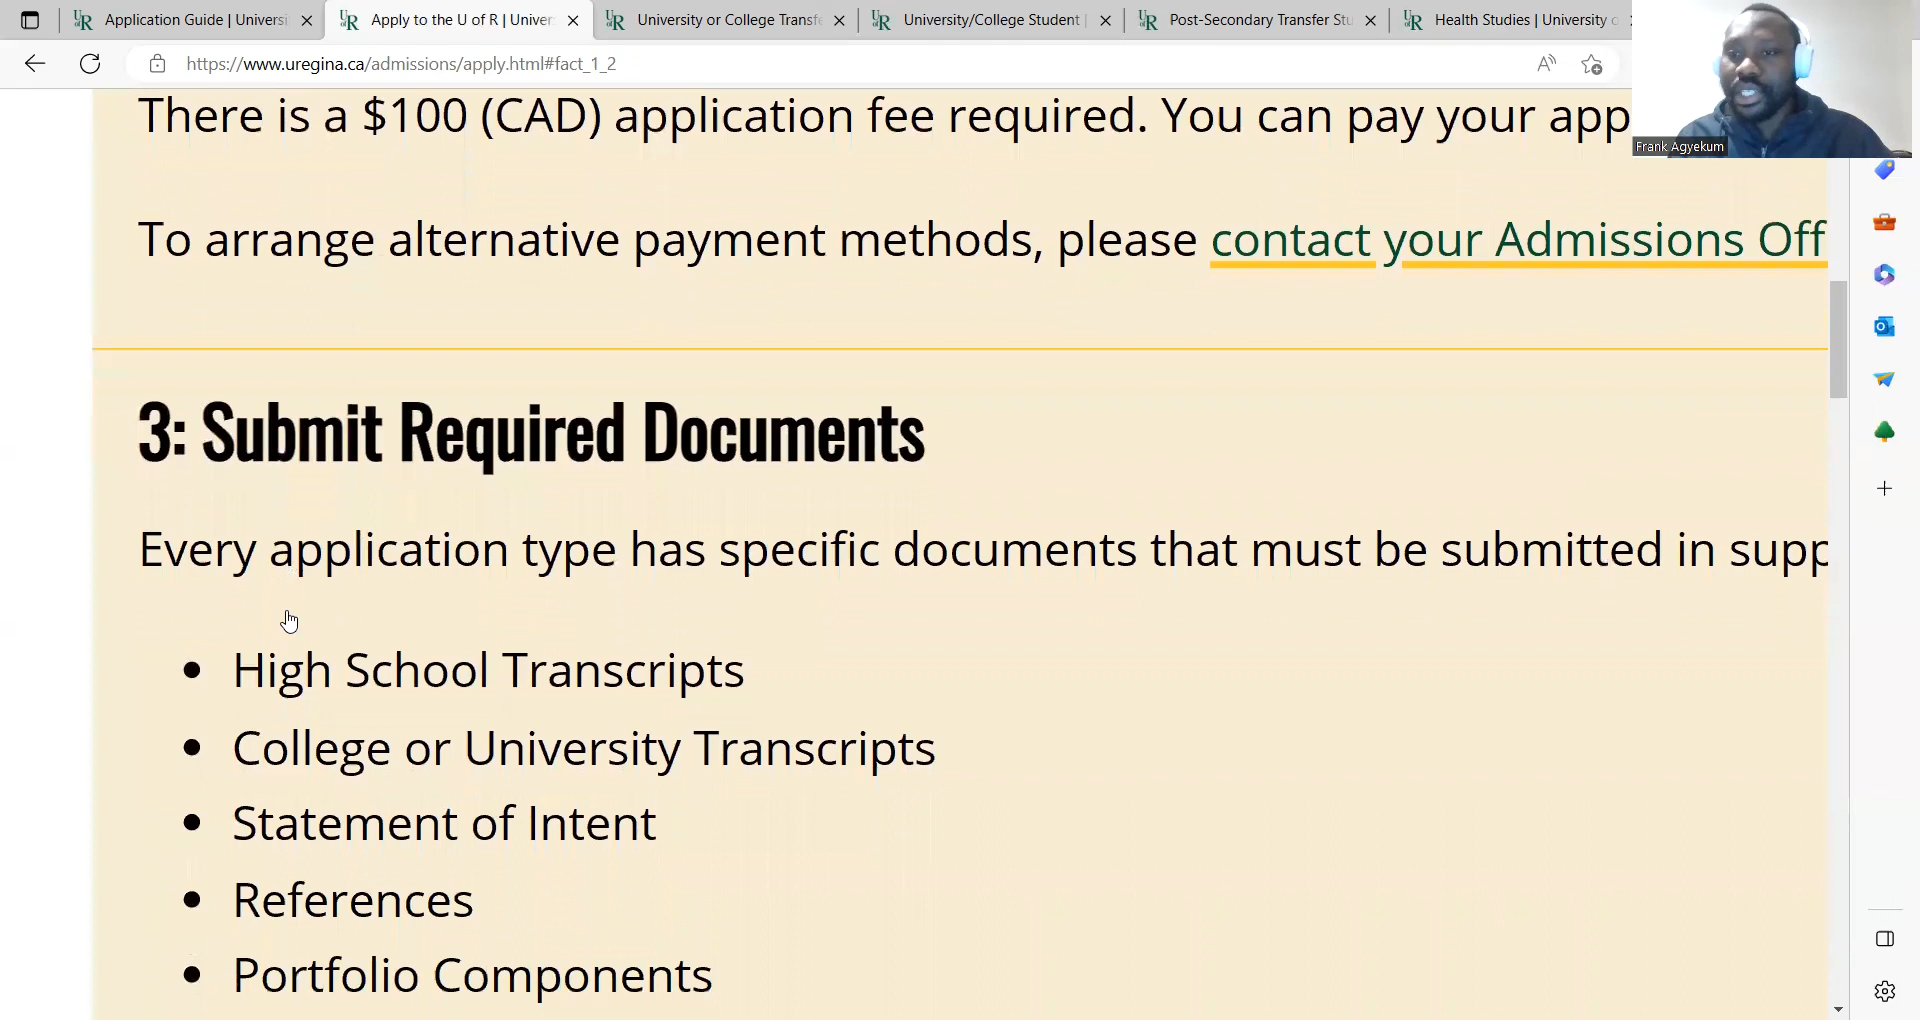 Application Guide | Universi
Apply to the U of R | Univer
University or College Transf
University/College Student |
Post-Secondary Transfer Stu
Health Studies | University o
https://www.uregina.ca/admissions/apply.html#fact_1_2
There is a $100 (CAD) application fee required. You can pay your app
Frank Agyekum
To arrange alternative payment methods, please contact your Admissions Off
3: Submit Required Documents
Every application type has specific documents that must be submitted in supp
• High School Transcripts
• College or University Transcripts
• Statement of Intent
• References
• Portfolio Components